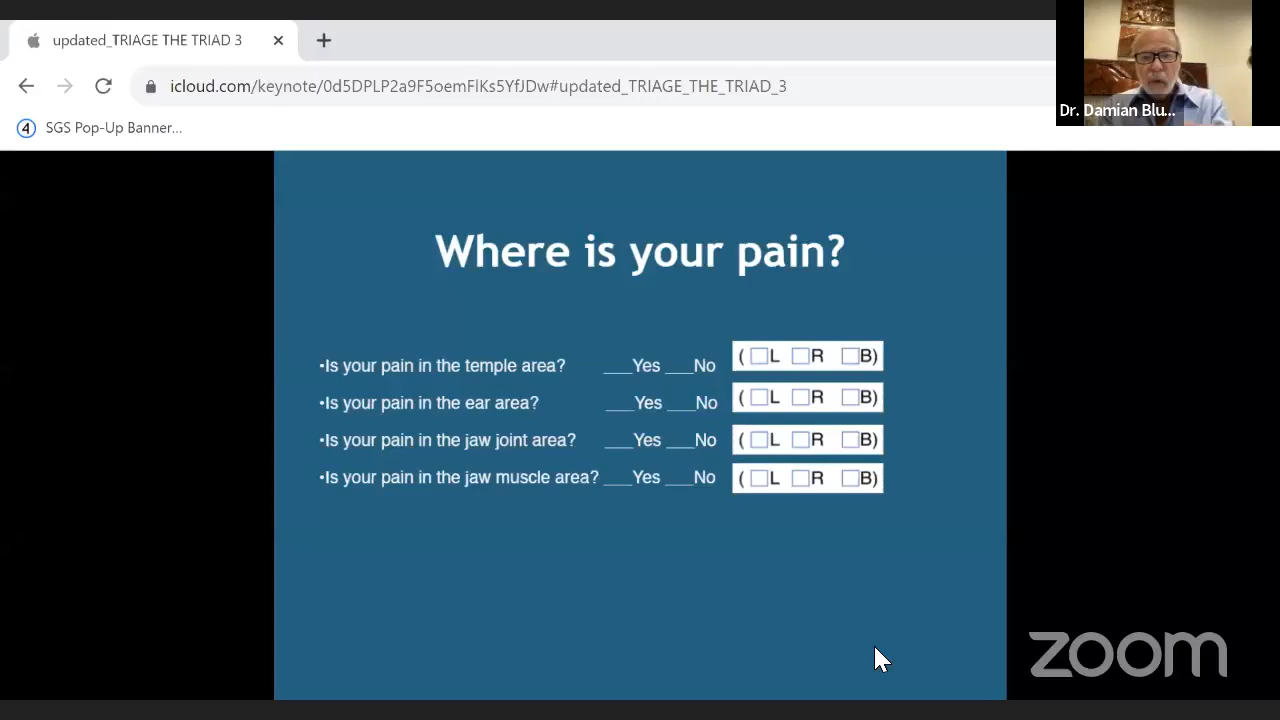 updated_TRIAGE THE TRIAD 3
icloud.com/keynote/0d5DPLP2a9F5oemFlKs5YfJDw#updated_TRIAGE_THE_TRIAD_3
4 SGS Pop-Up Banner...
Dr. Damian Blu...
Where is your pain?
•Is your pain in the temple area? ___Yes ___No ( □L □R □B)
•Is your pain in the ear area? ___Yes ___No ( □L □R □B)
•Is your pain in the jaw joint area? ___Yes ___No ( □L □R □B)
•Is your pain in the jaw muscle area? ___Yes ___No ( □L □R □B)
zoom